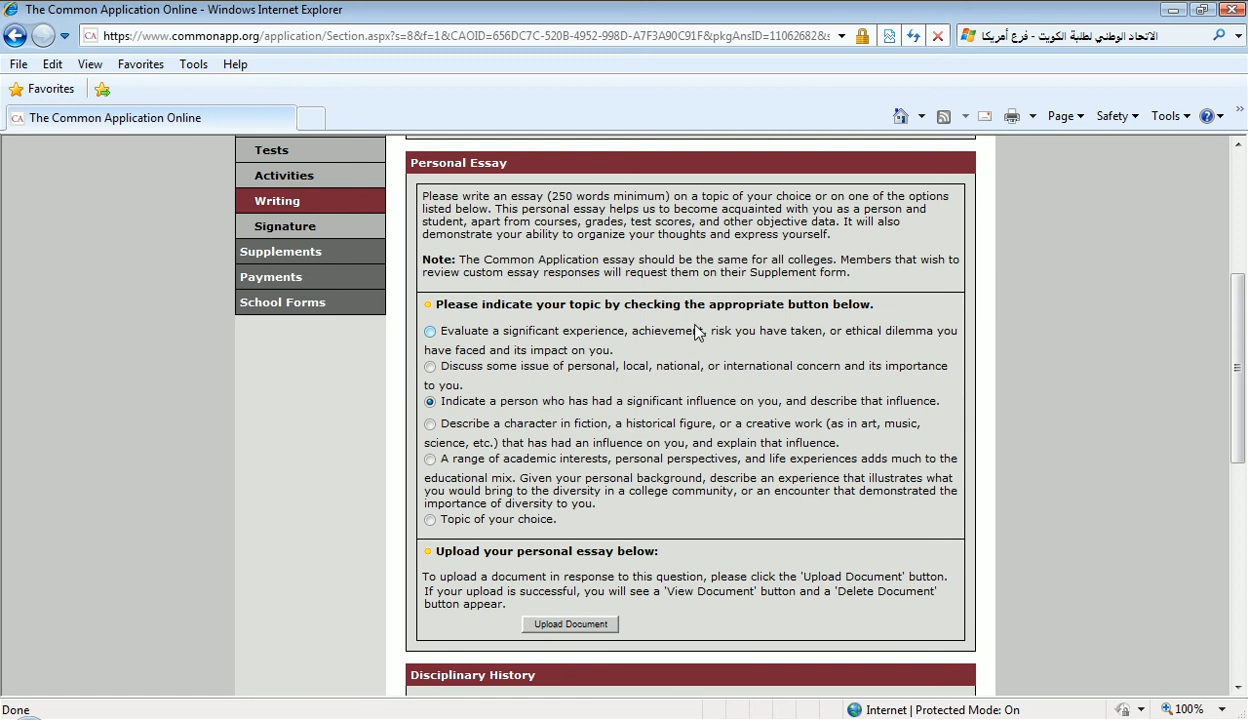 The Common Application Online - Windows Internet Explorer
https://www.commonapp.org/application/Section.aspx?s=8&f=1&CAOID=656DC7C-520B-4952-998D-A7F3A90C91F&pkgAnsID=11062682&s
الاتحاد الوطني لطلبة الكويت - فرع أمريكا
File Edit View Favorites Tools Help
Favorites
CA The Common Application Online
Page Safety Tools
Tests
Activities
Writing
Signature
Supplements
Payments
School Forms
Personal Essay
Please write an essay (250 words minimum) on a topic of your choice or on one of the options
listed below. This personal essay helps us to become acquainted with you as a person and
student, apart from courses, grades, test scores, and other objective data. It will also
demonstrate your ability to organize your thoughts and express yourself.
Note: The Common Application essay should be the same for all colleges. Members that wish to
review custom essay responses will request them on their Supplement form.
Please indicate your topic by checking the appropriate button below.
Evaluate a significant experience, achievement, risk you have taken, or ethical dilemma you
have faced and its impact on you.
Discuss some issue of personal, local, national, or international concern and its importance
to you.
Indicate a person who has had a significant influence on you, and describe that influence.
Describe a character in fiction, a historical figure, or a creative work (as in art, music,
science, etc.) that has had an influence on you, and explain that influence.
A range of academic interests, personal perspectives, and life experiences adds much to the
educational mix. Given your personal background, describe an experience that illustrates what
you would bring to the diversity in a college community, or an encounter that demonstrated the
importance of diversity to you.
Topic of your choice.
Upload your personal essay below:
To upload a document in response to this question, please click the 'Upload Document' button.
If your upload is successful, you will see a 'View Document' button and a 'Delete Document'
button appear.
Upload Document
Disciplinary History
Done
Internet | Protected Mode: On
100%